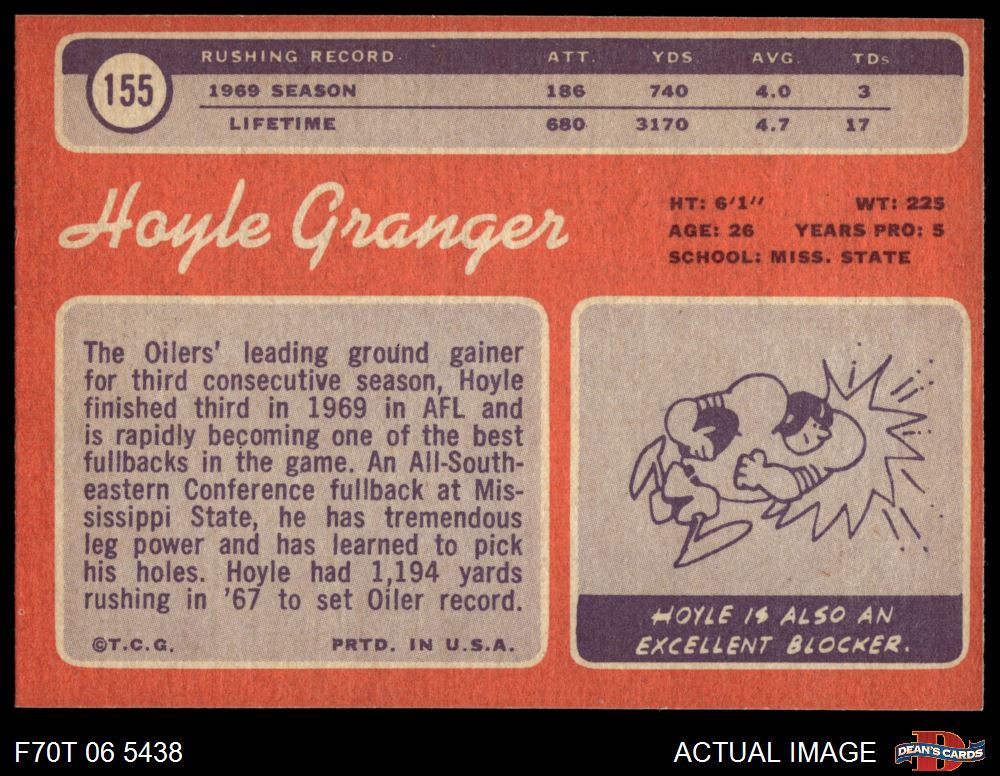 155
RUSHING RECORD ATT. YDS. AVG. TDs
1969 SEASON 186 740 4.0 3
LIFETIME 680 3170 4.7 17
Hoyle Granger
HT: 6'1" WT: 225
AGE: 26 YEARS PRO: 5
SCHOOL: MISS. STATE
The Oilers' leading ground gainer
for third consecutive season, Hoyle
finished third in 1969 in AFL and
is rapidly becoming one of the best
fullbacks in the game. An All-South-
eastern Conference fullback at Mis-
sissippi State, he has tremendous
leg power and has learned to pick
his holes. Hoyle had 1,194 yards
rushing in '67 to set Oiler record.
©T.C.G. PRTD. IN U.S.A.
HOYLE IS ALSO AN
EXCELLENT BLOCKER.
F70T 06 5438 ACTUAL IMAGE
D
DEAN'S CARDS